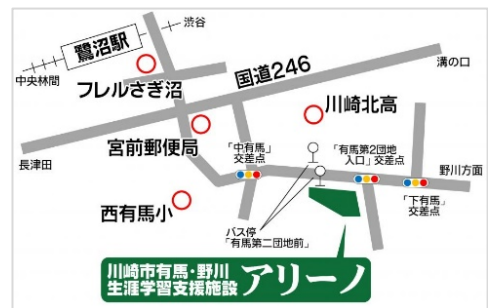 渋谷
鷺沼駅
中央林間
フレルさぎ沼
国道246
溝の口
川崎北高
宮前郵便局
長津田
「中有馬」
交差点
「有馬第2団地
入口」交差点
野川方面
西有馬小
バス停
「有馬第二団地前」
「下有馬」
交差点
川崎市有馬・野川
生涯学習支援施設
アリーノ